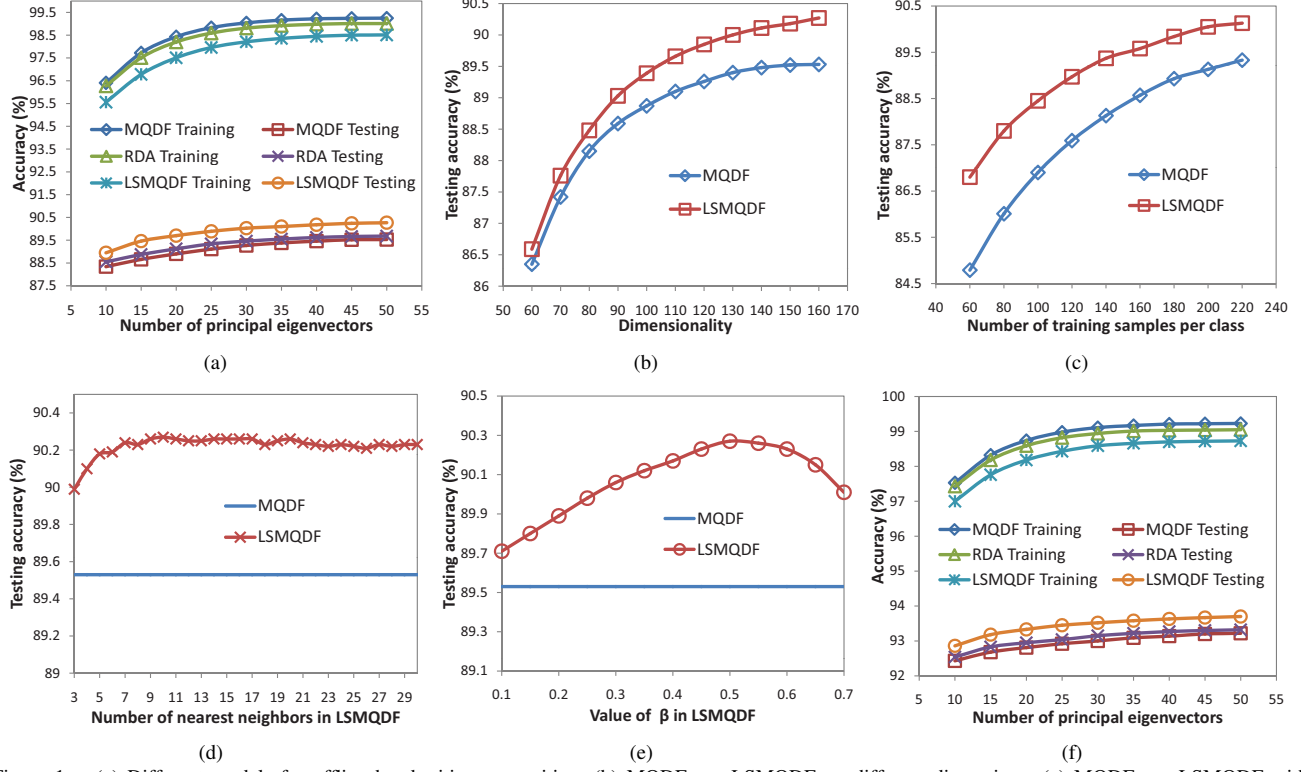 99.5
98.5
97.5
96.5
95.5
94.5
93.5
92.5
91.5
90.5
89.5
88.5
87.5
Accuracy (%)
MQDF Training
MQDF Testing
RDA Training
RDA Testing
LSMQDF Training
LSMQDF Testing
5 10 15 20 25 30 35 40 45 50 55
Number of principal eigenvectors
(a)
90.5
90
89.5
89
88.5
88
87.5
87
86.5
86
Testing accuracy (%)
MQDF
LSMQDF
50 60 70 80 90 100 110 120 130 140 150 160 170
Dimensionality
(b)
90.5
89.5
88.5
87.5
86.5
85.5
84.5
Testing accuracy (%)
MQDF
LSMQDF
40 60 80 100 120 140 160 180 200 220 240
Number of training samples per class
(c)
90.4
90.2
90
89.8
89.6
89.4
89.2
89
Testing accuracy (%)
MQDF
LSMQDF
3 5 7 9 11 13 15 17 19 21 23 25 27 29
Number of nearest neighbors in LSMQDF
(d)
90.5
90.3
90.1
89.9
89.7
89.5
89.3
89.1
Testing accuracy (%)
MQDF
LSMQDF
0.1 0.2 0.3 0.4 0.5 0.6 0.7
Value of β in LSMQDF
(e)
100
99
98
97
96
95
94
93
92
Accuracy (%)
MQDF Training
MQDF Testing
RDA Training
RDA Testing
LSMQDF Training
LSMQDF Testing
5 10 15 20 25 30 35 40 45 50 55
Number of principal eigenvectors
(f)